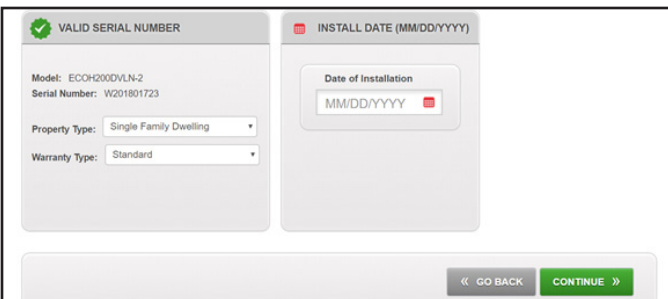 VALID SERIAL NUMBER
Model: ECOH200DVLN-2
Serial Number: W201801723
Property Type: Single Family Dwelling
Warranty Type: Standard
INSTALL DATE (MM/DD/YYYY)
Date of Installation
MM/DD/YYYY
« GO BACK
CONTINUE »